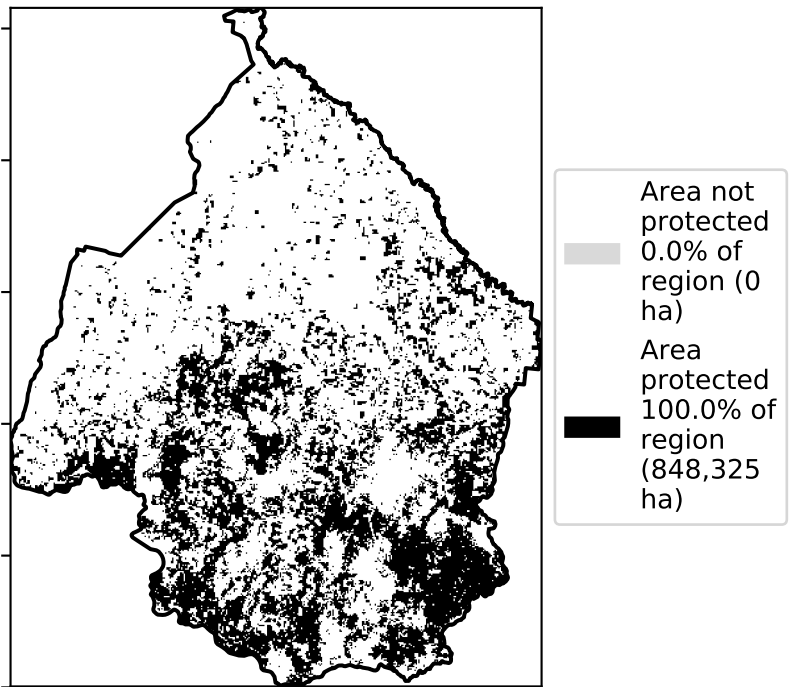 Area not
protected
0.0% of
region (0
ha)
Area
protected
100.0% of
region
(848,325
ha)